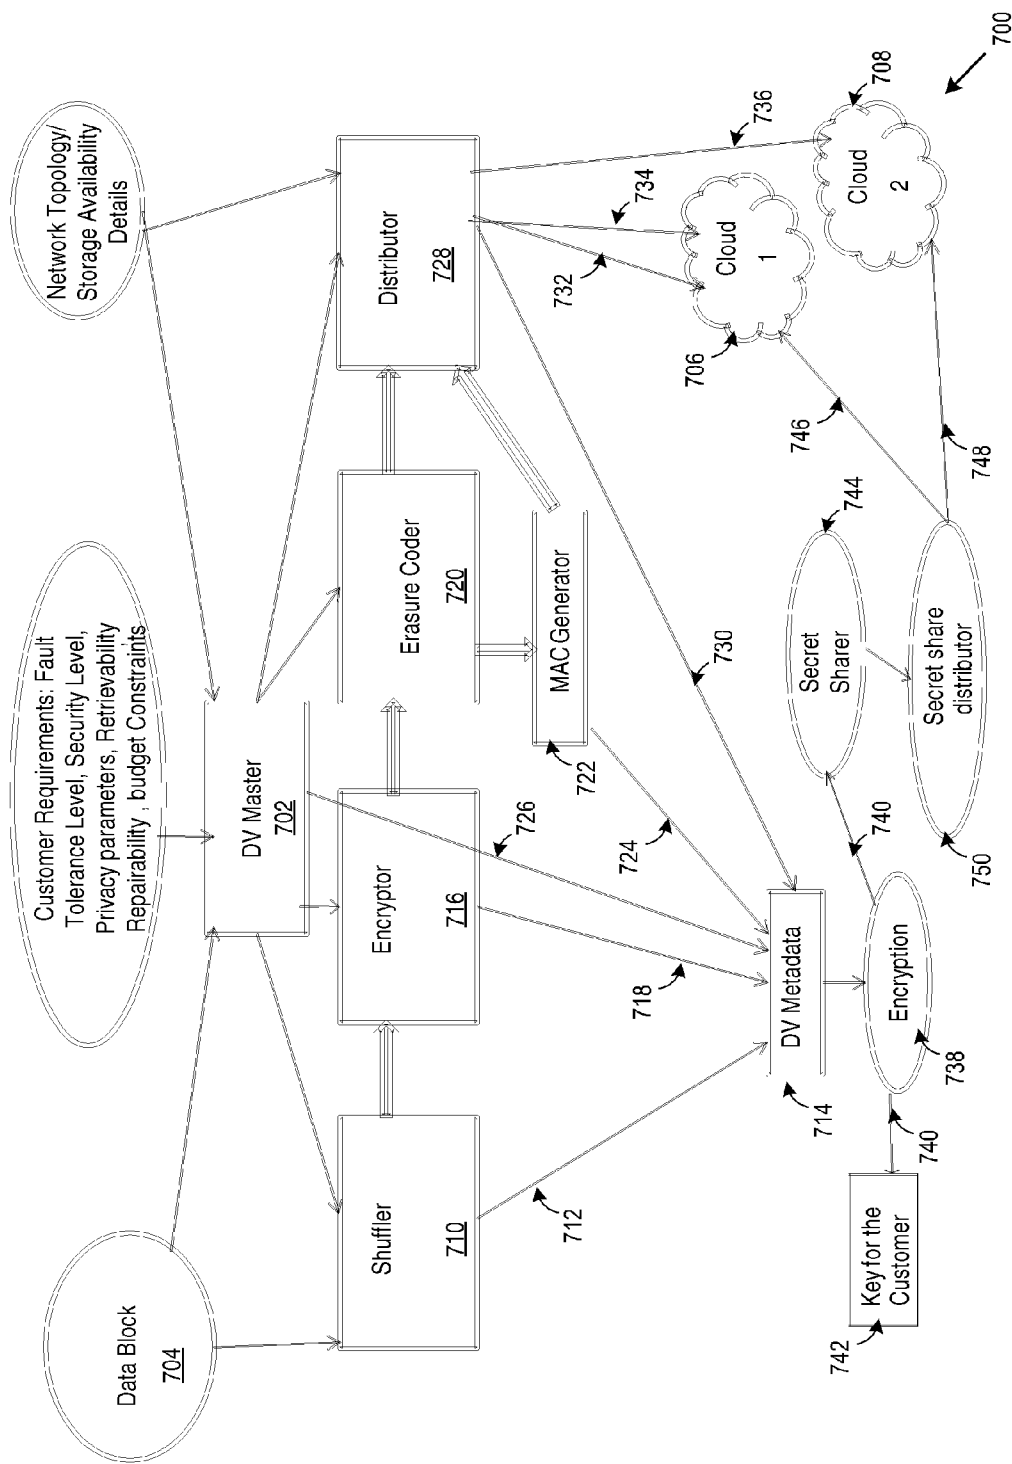 Data Block
704
Customer Requirements: Fault
Tolerance Level, Security Level,
Privacy parameters, Retrievability
Repairability , budget Constraints
Network Topology/
Storage Availability
Details
DV Master
702
Shuffler
710
Encryptor
716
Erasure Coder
720
Distributor
728
MAC Generator
722
712
718
726
724
730
732
734
736
DV Metadata
714
Cloud
1
706
Cloud
2
708
Encryption
738
740
740
Key for the
Customer
742
Secret
Sharer
744
Secret share
distributor
750
746
748
700